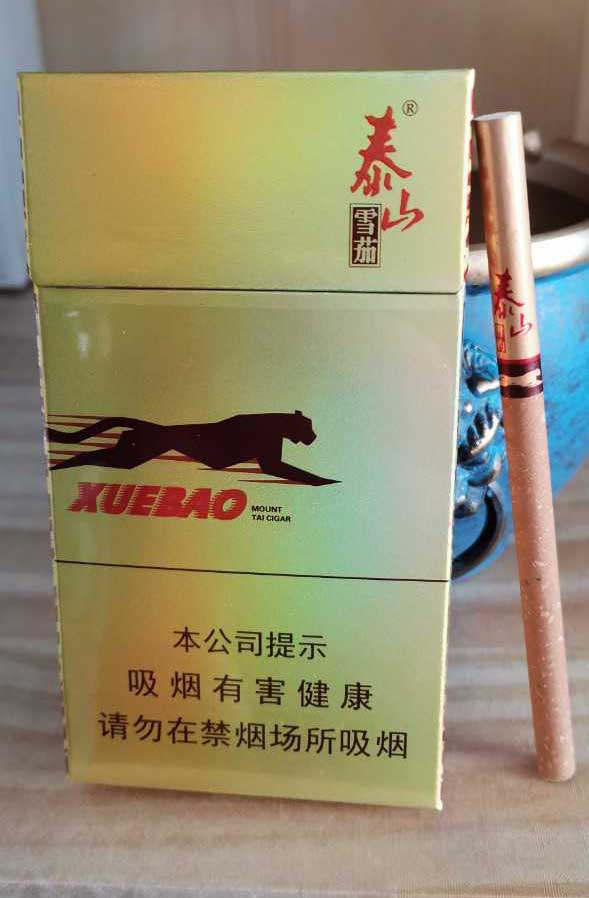 泰山®
雪茄
XUEBAO
MOUNT
TAI CIGAR
本公司提示
吸烟有害健康
请勿在禁烟场所吸烟
泰山